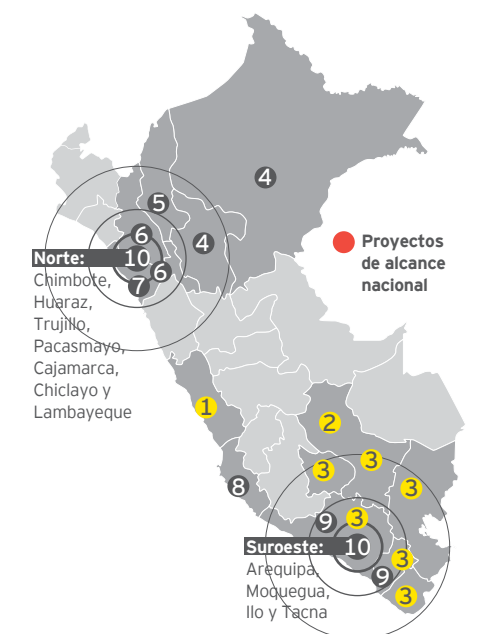 4
5
4
6
Proyectos
de alcance
nacional
Norte: 10
6
7
Chimbote,
Huaraz,
Trujillo,
Pacasmayo,
Cajamarca,
Chiclayo y
Lambayeque
1
2
3
3
3
8
9
3
Suroeste: 10
3
9
3
Arequipa,
Moquegua,
Ilo y Tacna